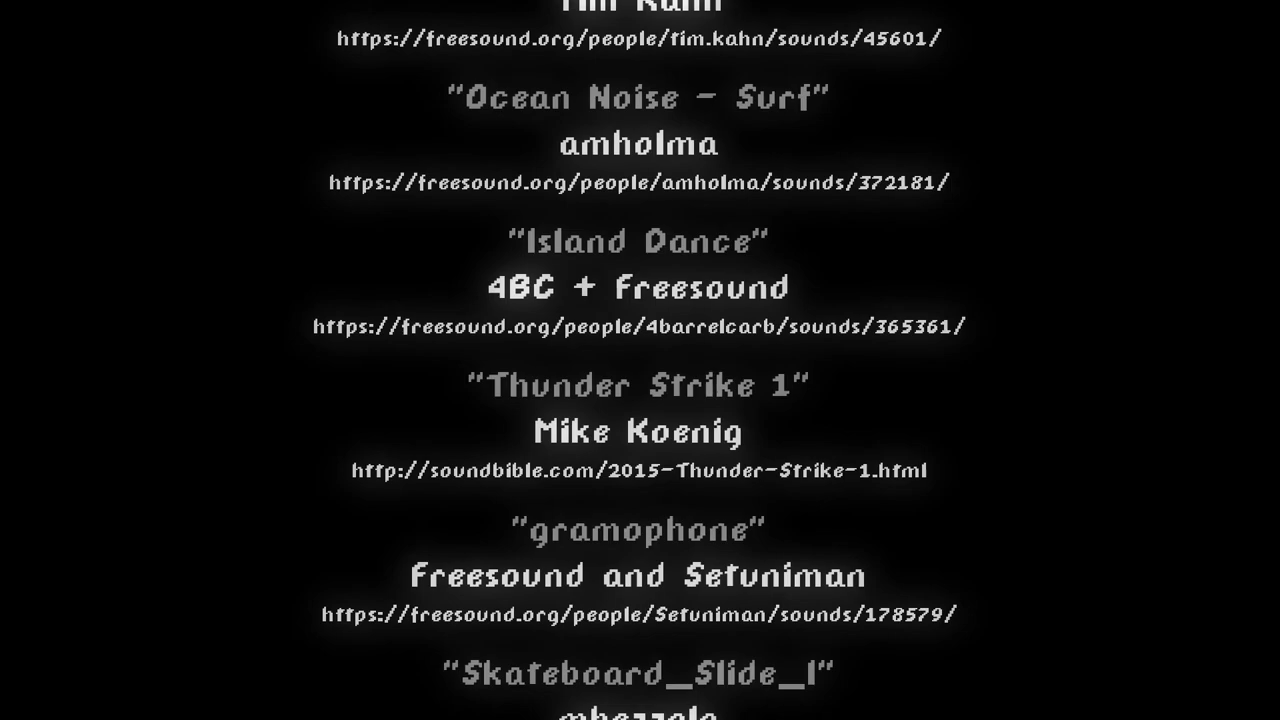 Tim Kahn
https://freesound.org/people/tim.kahn/sounds/45601/
"Ocean Noise - Surf"
amholma
https://freesound.org/people/amholma/sounds/372181/
"Island Dance"
4BC + Freesound
https://freesound.org/people/4barrelcarb/sounds/365361/
"Thunder Strike 1"
Mike Koenig
http://soundbible.com/2015-Thunder-Strike-1.html
"gramophone"
Freesound and Setuniman
https://freesound.org/people/Setuniman/sounds/178579/
"Skateboard_Slide_1"